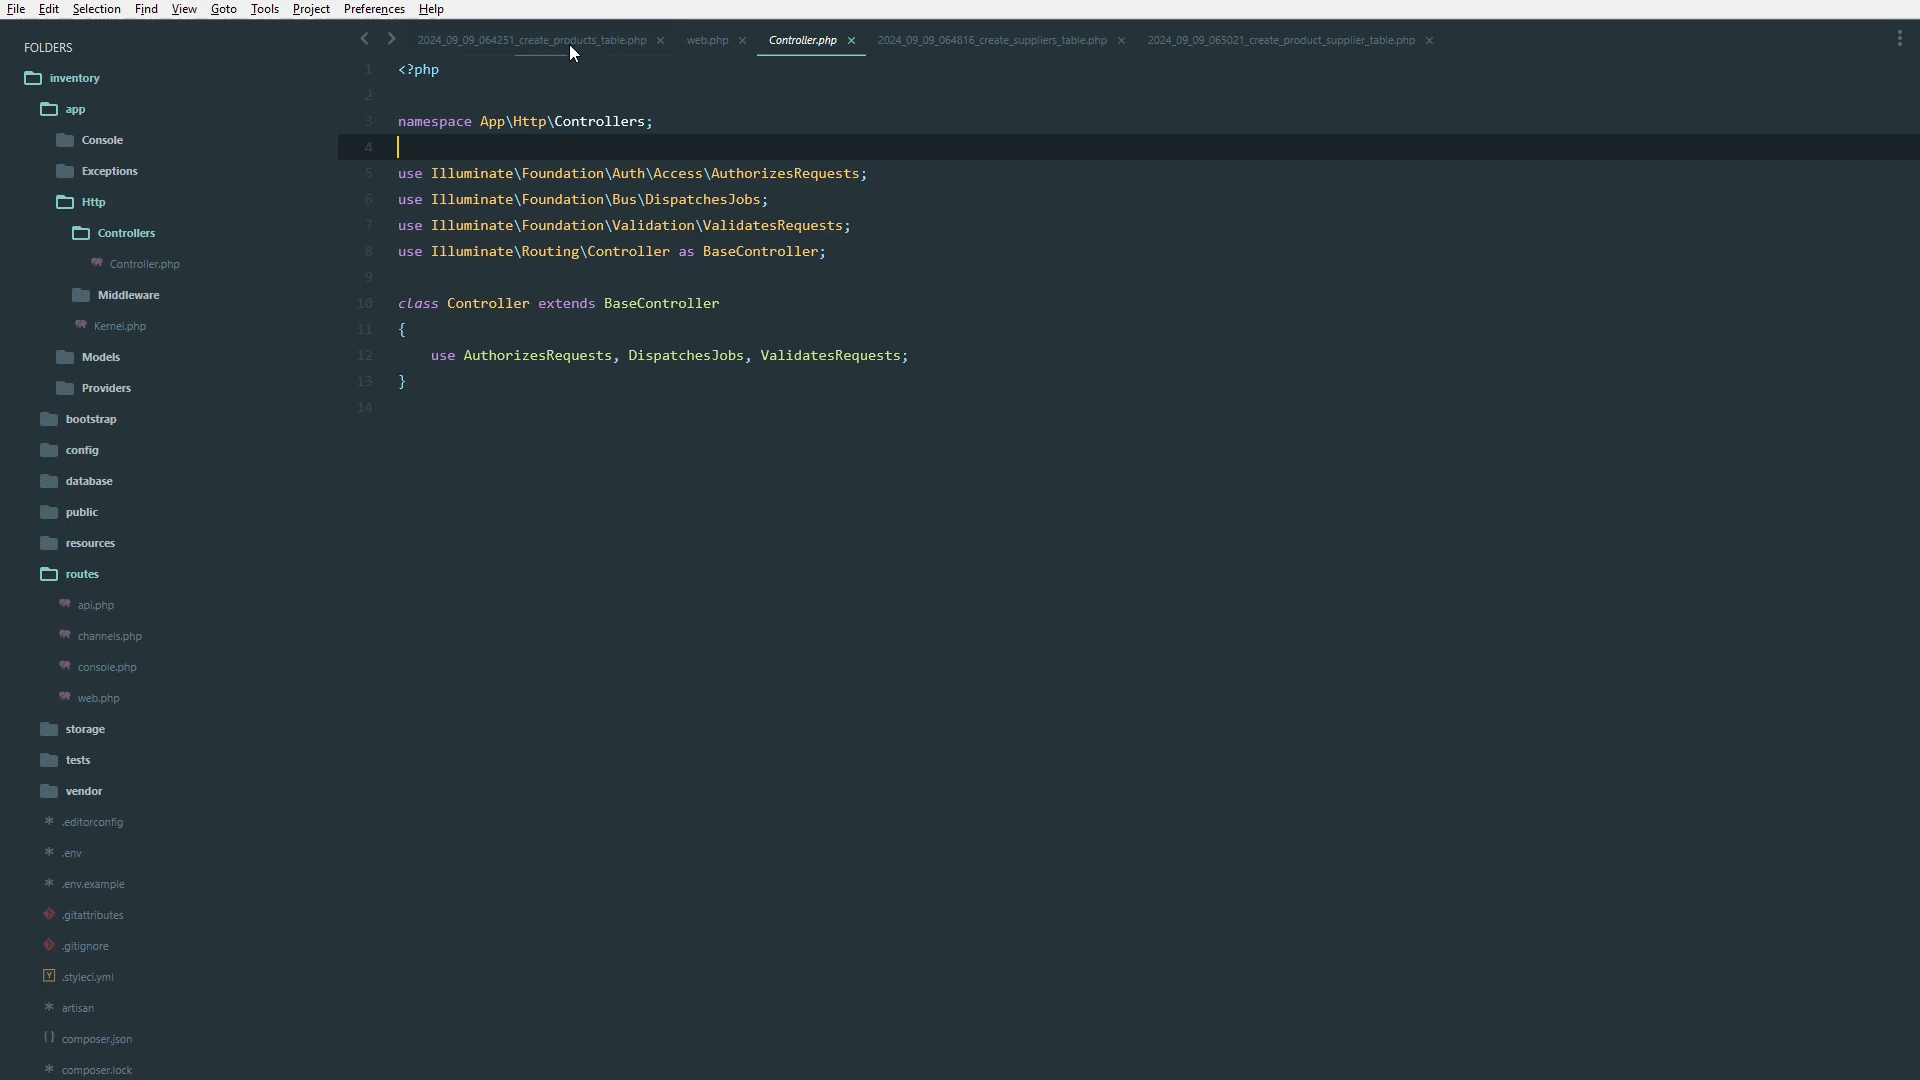 File Edit Selection Find View Goto Tools Project Preferences Help
FOLDERS
inventory
app
Console
Exceptions
Http
Controllers
Controller.php
Middleware
Kernel.php
Models
Providers
bootstrap
config
database
public
resources
routes
api.php
channels.php
console.php
web.php
storage
tests
vendor
.editorconfig
.env
.env.example
.gitattributes
.gitignore
.styleci.yml
artisan
composer.json
composer.lock
2024_09_09_064251_create_products_table.php web.php Controller.php 2024_09_09_064816_create_suppliers_table.php 2024_09_09_065021_create_product_supplier_table.php
1 <?php
2
3 namespace App\Http\Controllers;
4
5 use Illuminate\Foundation\Auth\Access\AuthorizesRequests;
6 use Illuminate\Foundation\Bus\DispatchesJobs;
7 use Illuminate\Foundation\Validation\ValidatesRequests;
8 use Illuminate\Routing\Controller as BaseController;
9
10 class Controller extends BaseController
11 {
12     use AuthorizesRequests, DispatchesJobs, ValidatesRequests;
13 }
14